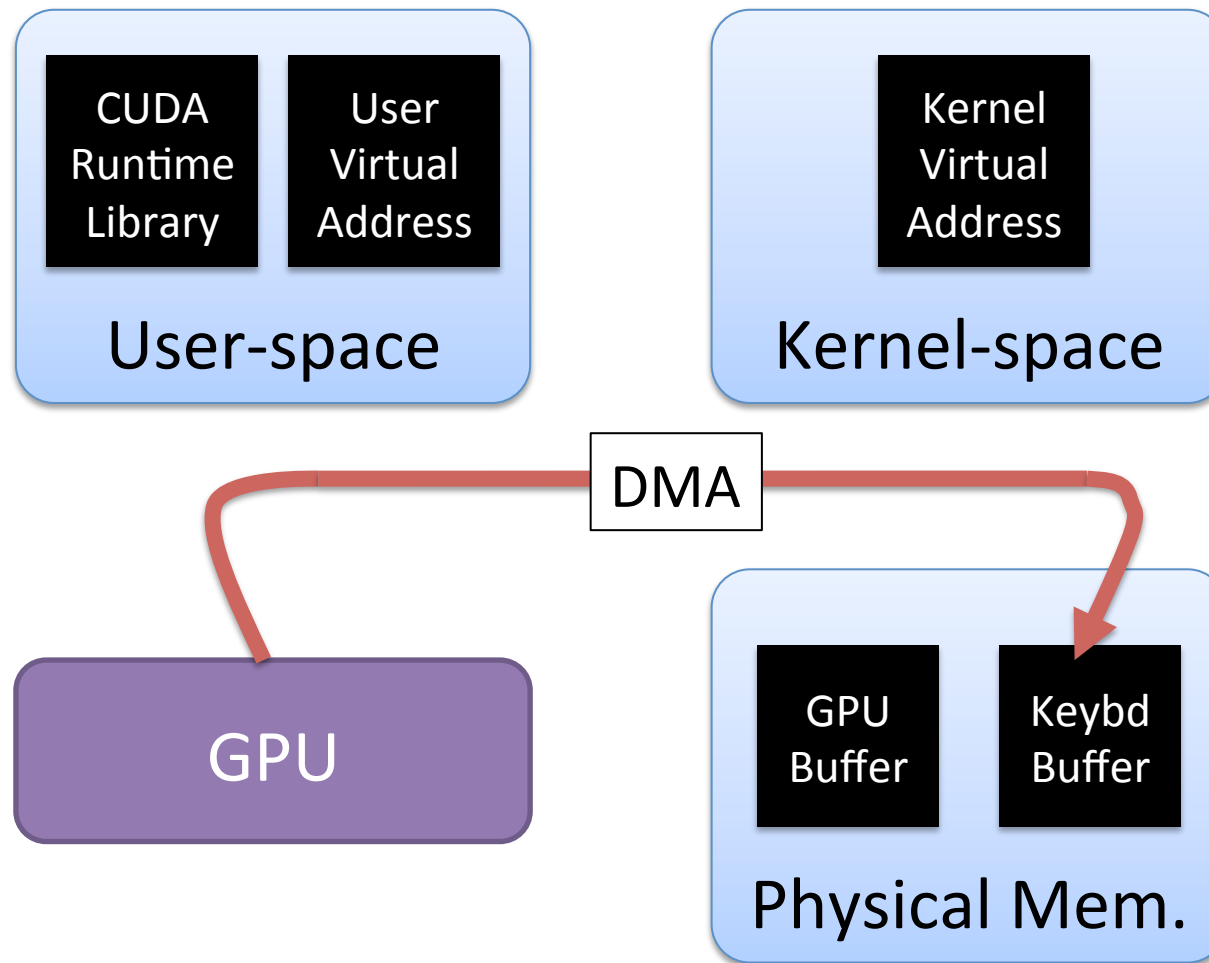 CUDA
Runtime
Library
User
Virtual
Address
User-space
Kernel
Virtual
Address
Kernel-space
DMA
GPU
GPU
Buffer
Keybd
Buffer
Physical Mem.